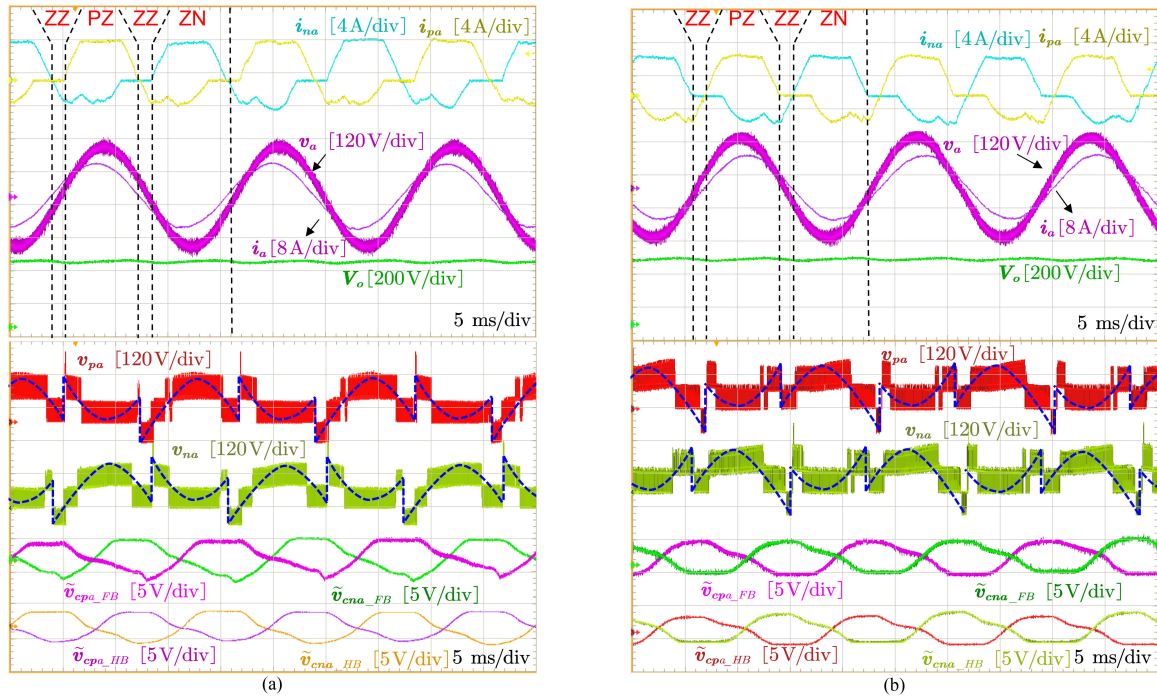 ZZ PZ ZZ ZN
i_na [4A/div] i_pa [4A/div]
v_a [120V/div]
i_a [8A/div]
V_o [200V/div]
5 ms/div
v_pa [120V/div]
v_na [120V/div]
ṽ_cpa_FB [5V/div] ṽ_cna_FB [5V/div]
ṽ_cpa_HB [5V/div] ṽ_cna_HB [5V/div] 5 ms/div
(a)
ZZ PZ ZZ ZN
i_na [4A/div] i_pa [4A/div]
v_a [120V/div]
i_a [8A/div]
V_o [200V/div]
5 ms/div
v_pa [120V/div]
v_na [120V/div]
ṽ_cpa_FB [5V/div] ṽ_cna_FB [5V/div]
ṽ_cpa_HB [5V/div] ṽ_cna_HB [5V/div] 5 ms/div
(b)